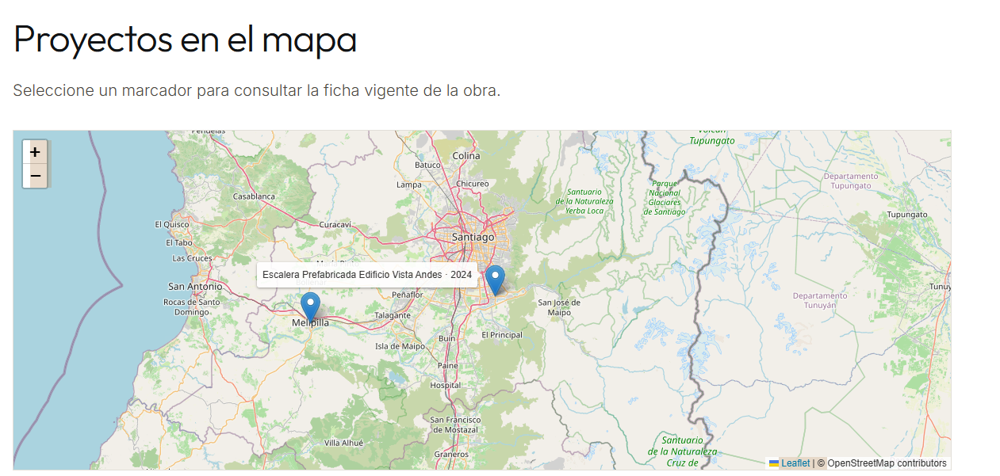 Proyectos en el mapa
Seleccione un marcador para consultar la ficha vigente de la obra.
+
−
Peñuelas
Volcán
Tupungato
Colina
Batuco
Chicureo
Lampa
Casablanca
Santuario
de la Naturaleza
Yerba Loca
Parque
Nacional
Glaciares
de Santiago
Departamento
Tupungato
Tupungato
El Quisco
Curacaví
El Tabo
Santiago
Las Cruces
Escalera Prefabricada Edificio Vista Andes · 2024
San Antonio
Rocas de Santo
Domingo
Peñaflor
San José de
Maipo
Departamento
Tunuyán
Talagante
Melipilla
El Principal
Buin
Isla de Maipo
Paine
Hospital
San Francisco
de Mostazal
Villa Alhué
Graneros
Santuario
de la Naturaleza
Cruz de
Leaflet | © OpenStreetMap contributors